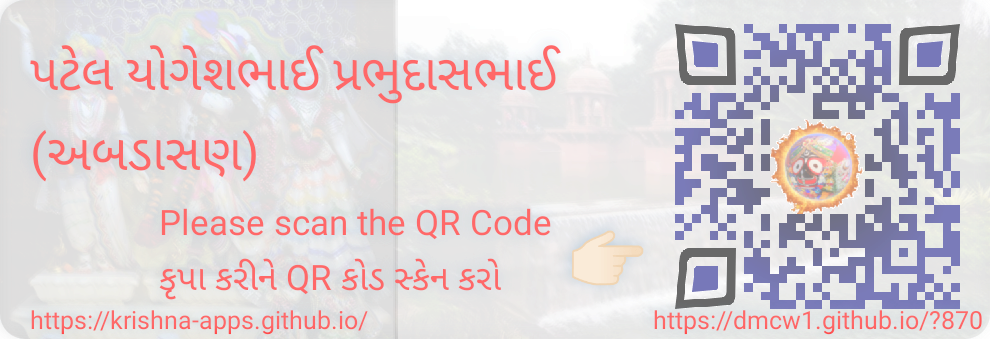 પટેલ યોગેશભાઈ પ્રભુદાસભાઈ
(અબડાસણ)
Please scan the QR Code
કૃપા કરીને QR કોડ સ્કેન કરો
https://krishna-apps.github.io/
https://dmcw1.github.io/?870